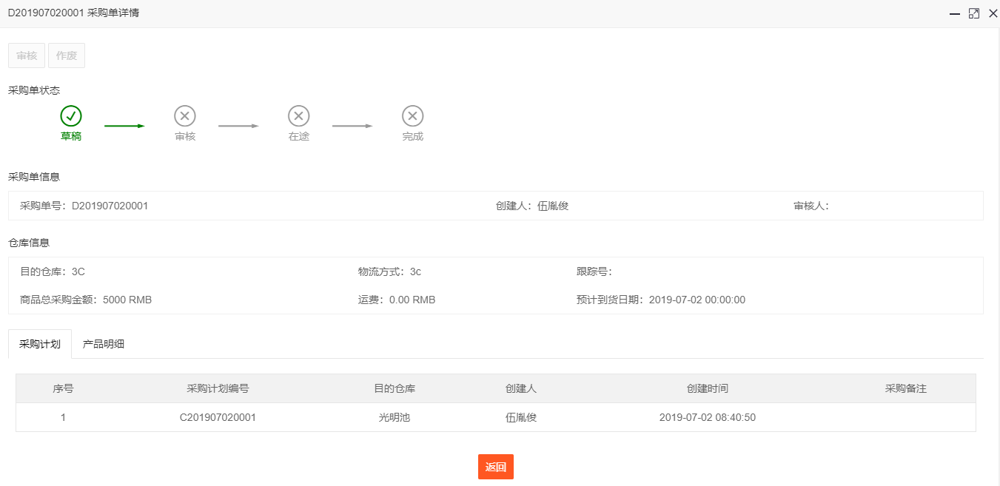 D201907020001 采购单详情
审核 作废
采购单状态
草稿 审核 在途 完成
采购单信息
采购单号：D201907020001 创建人：伍胤俊 审核人：
仓库信息
目的仓库：3C 物流方式：3c 跟踪号：
商品总采购金额：5000 RMB 运费：0.00 RMB 预计到货日期：2019-07-02 00:00:00
采购计划 产品明细
序号 采购计划编号 目的仓库 创建人 创建时间 采购备注
1 C201907020001 光明池 伍胤俊 2019-07-02 08:40:50
返回